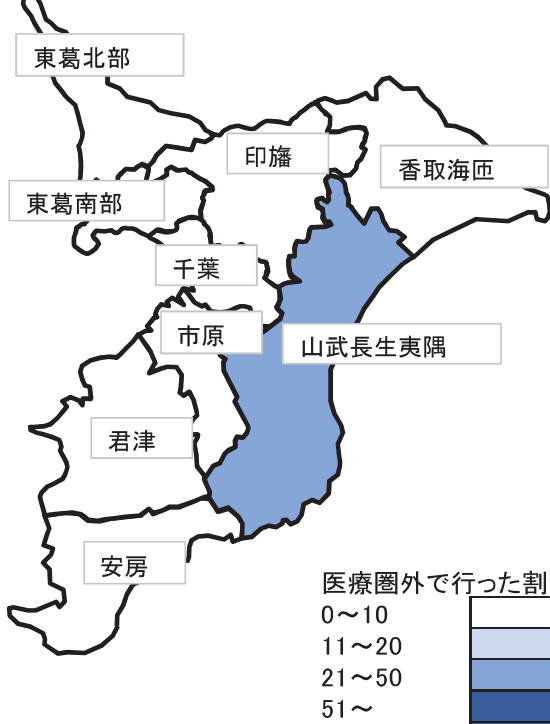 東葛北部
印旛
香取海匝
東葛南部
千葉
市原
山武長生夷隅
君津
安房
医療圏外で行った割
0～10
11～20
21～50
51～